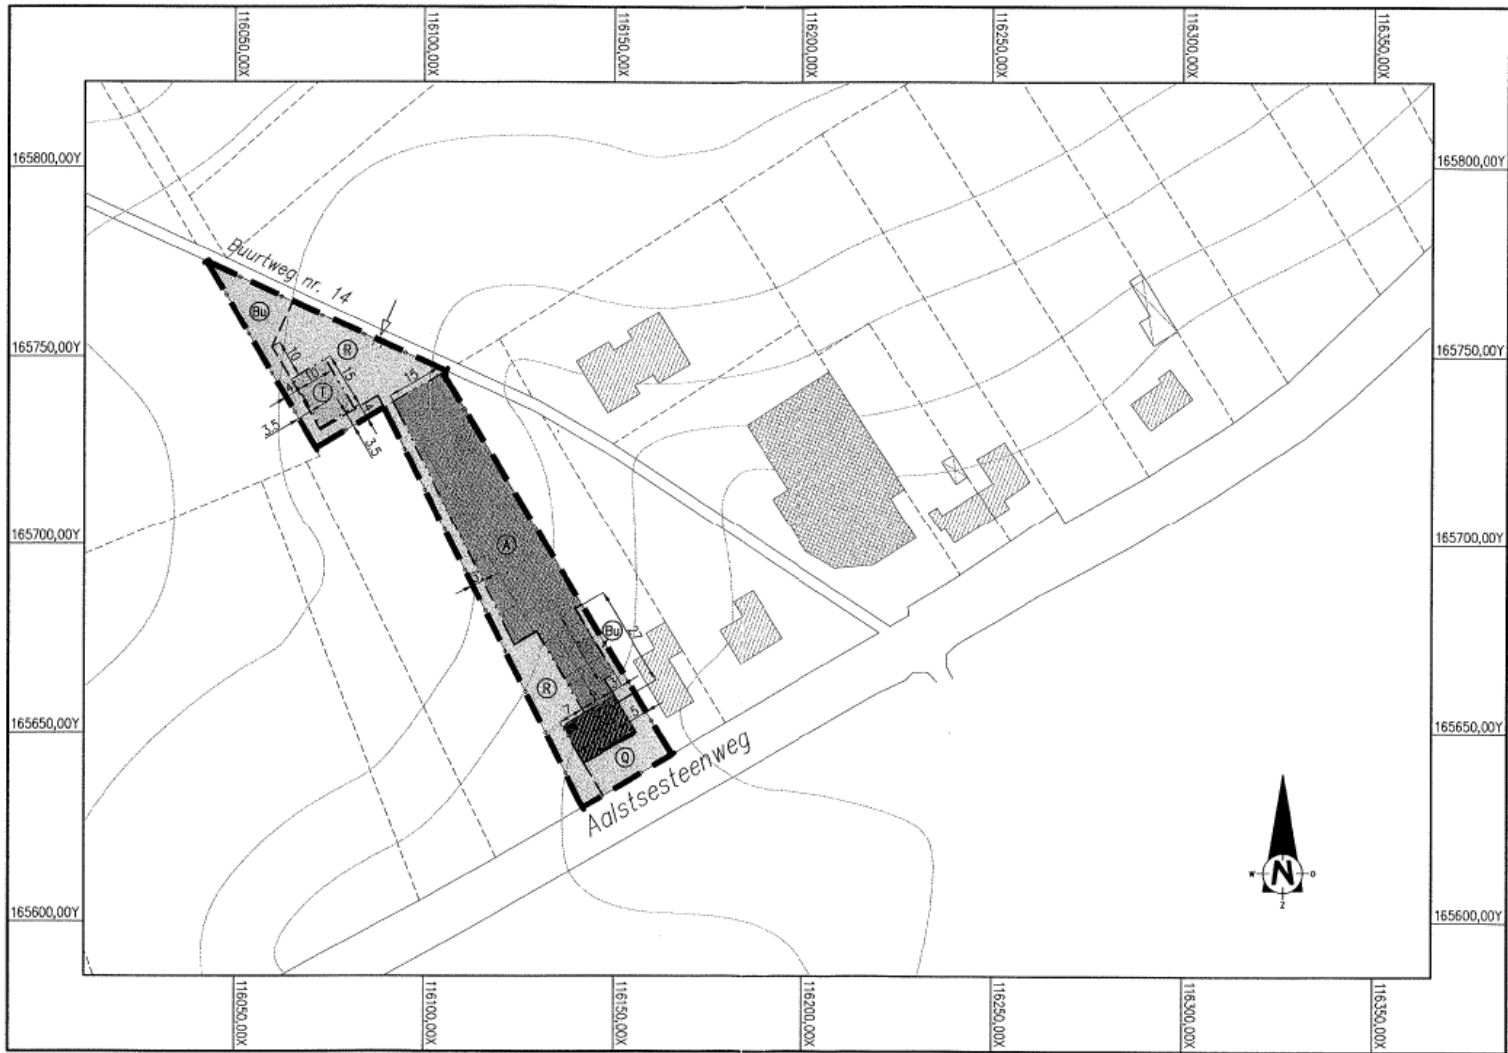 116050,00X
116100,00X
116150,00X
116200,00X
116250,00X
116300,00X
116350,00X
165800,00Y
165800,00Y
Buurtweg nr. 14
Bu
R
165750,00Y
165750,00Y
10
10
15
15
4
T
4
3.5
3.5
165700,00Y
165700,00Y
A
Bu
27
R
3
7
5
165650,00Y
165650,00Y
Q
Aalstsesteenweg
N
W
O
Z
165600,00Y
165600,00Y
116050,00X
116100,00X
116150,00X
116200,00X
116250,00X
116300,00X
116350,00X